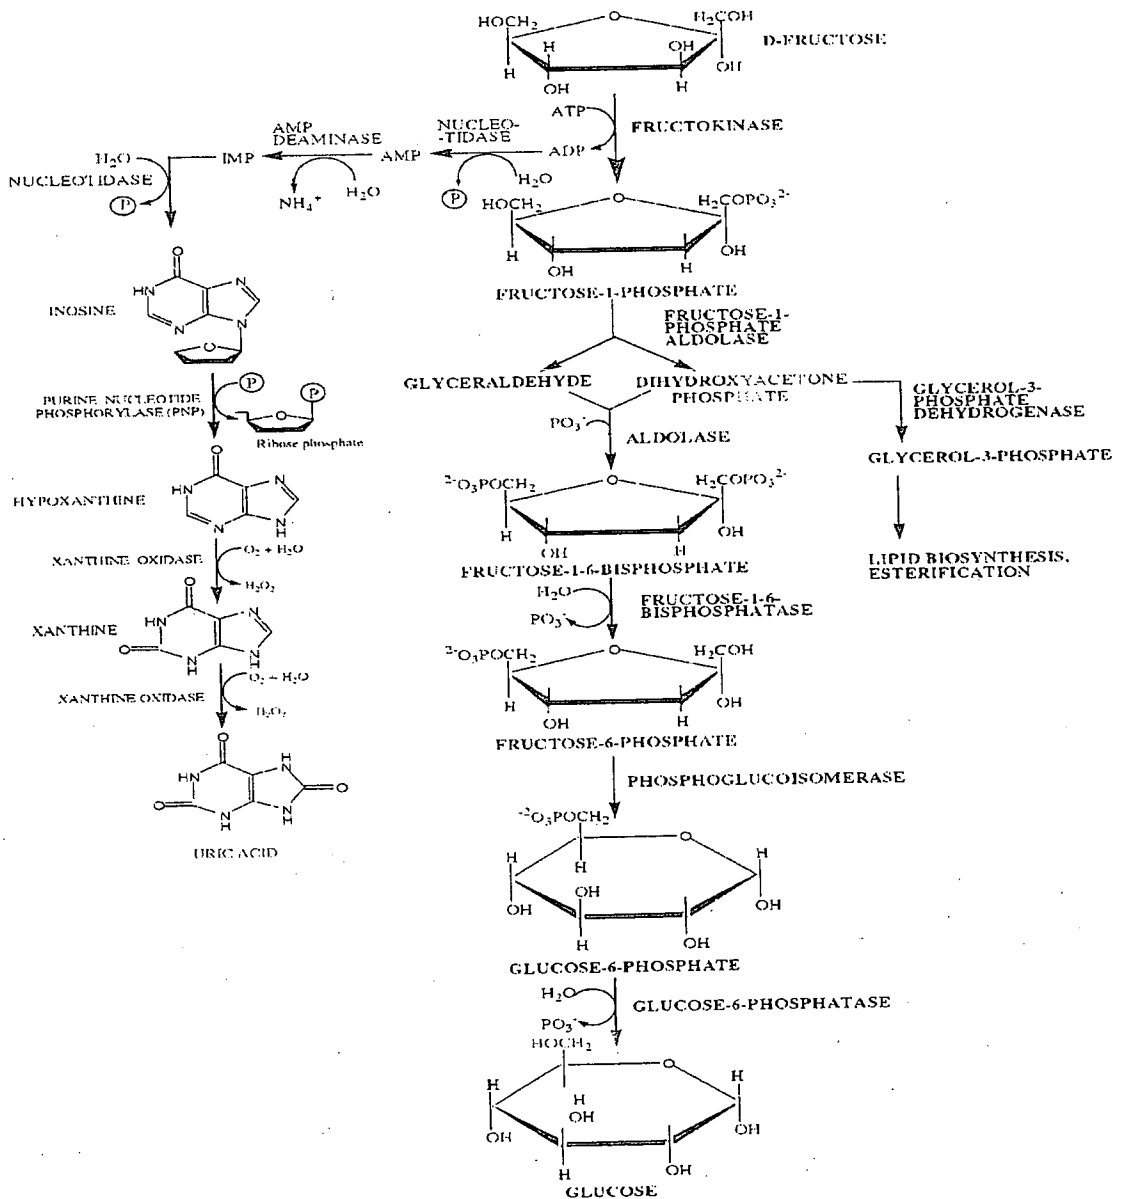 HOCH2
O
H2COH
D-FRUCTOSE
H
OH
H
OH
OH
H
ATP
FRUCTOKINASE
ADP
NUCLEO-
-TIDASE
H2O
P
AMP
AMP
DEAMINASE
H2O
NH4+
IMP
H2O
NUCLEOTIDASE
P
HOCH2
O
H2COPO32-
H
OH
H
OH
FRUCTOSE-1-PHOSPHATE
O
HN
N
N
N
O
INOSINE
FRUCTOSE-1-
PHOSPHATE
ALDOLASE
GLYCERALDEHYDE
DIHYDROXYACETONE
PHOSPHATE
GLYCEROL-3-
PHOSPHATE
DEHYDROGENASE
PURINE NUCLEOTIDE
PHOSPHORYLASE (PNP)
P
P
O
Ribose phosphate
PO3-
ALDOLASE
GLYCEROL-3-PHOSPHATE
O
HN
N
N
N
H
HYPOXANTHINE
2-O3POCH2
O
H2COPO32-
H
OH
H
OH
FRUCTOSE-1-6-BISPHOSPHATE
LIPID BIOSYNTHESIS,
ESTERIFICATION
XANTHINE OXIDASE
O2 + H2O
H2O2
H2O
PO3-
FRUCTOSE-1-6-
BISPHOSPHATASE
O
HN
N
O
N
H
N
H
XANTHINE
2-O3POCH2
O
H2COH
H
OH
H
OH
FRUCTOSE-6-PHOSPHATE
XANTHINE OXIDASE
O2 + H2O
H2O2
PHOSPHOGLUCOISOMERASE
O
HN
H
N
O
O
N
H
N
H
URIC ACID
-2O3POCH2
O
H
H
H
OH
OH
OH
H
OH
GLUCOSE-6-PHOSPHATE
H2O
PO3-
GLUCOSE-6-PHOSPHATASE
HOCH2
O
H
H
H
OH
OH
OH
H
OH
GLUCOSE